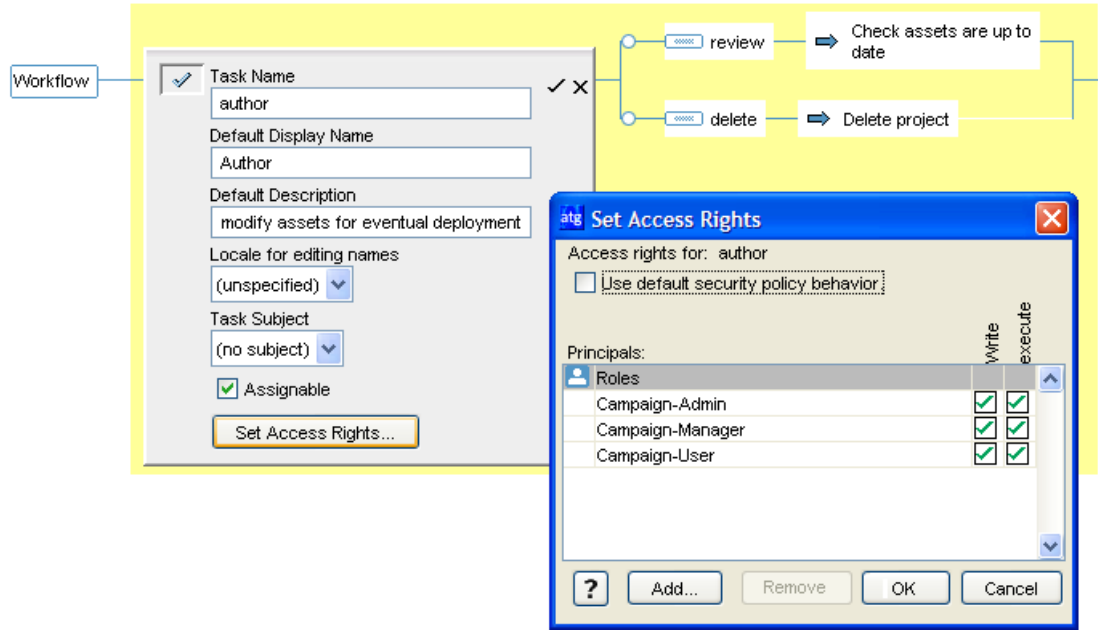 Workflow
Task Name
author
Default Display Name
Author
Default Description
modify assets for eventual deployment
Locale for editing names
(unspecified)
Task Subject
(no subject)
Assignable
Set Access Rights...
review
Check assets are up to
date
delete
Delete project
atg Set Access Rights
Access rights for: author
Use default security policy behavior.
Write
execute
Principals:
Roles
Campaign-Admin
Campaign-Manager
Campaign-User
? Add... Remove OK Cancel